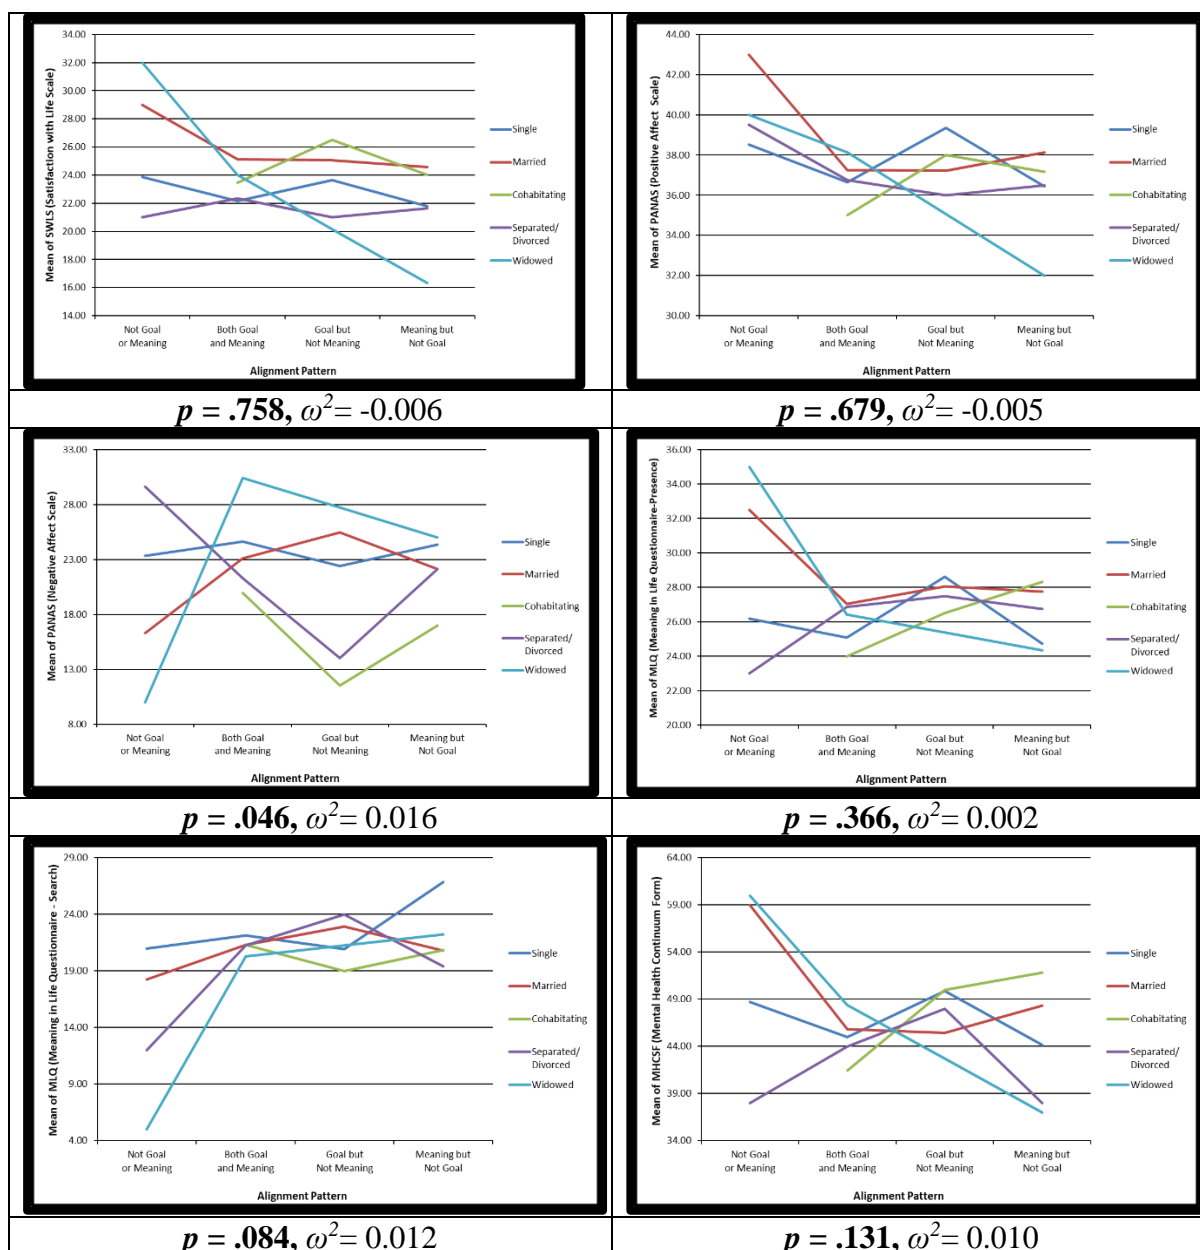 34.00
32.00
30.00
28.00
26.00
24.00
22.00
20.00
18.00
16.00
14.00
Mean of SWLS (Satisfaction with Life Scale)
Not Goal
or Meaning
Both Goal
and Meaning
Goal but
Not Meaning
Meaning but
Not Goal
Alignment Pattern
Single
Married
Cohabitating
Separated/
Divorced
Widowed
p = .758, ω²= -0.006
44.00
42.00
40.00
38.00
36.00
34.00
32.00
30.00
Mean of PANAS (Positive Affect Scale)
Not Goal
or Meaning
Both Goal
and Meaning
Goal but
Not Meaning
Meaning but
Not Goal
Alignment Pattern
Single
Married
Cohabitating
Separated/
Divorced
Widowed
p = .679, ω²= -0.005
33.00
28.00
23.00
18.00
13.00
8.00
Mean of PANAS (Negative Affect Scale)
Not Goal
or Meaning
Both Goal
and Meaning
Goal but
Not Meaning
Meaning but
Not Goal
Alignment Pattern
Single
Married
Cohabitating
Separated/
Divorced
Widowed
p = .046, ω²= 0.016
36.00
34.00
32.00
30.00
28.00
26.00
24.00
22.00
20.00
Mean of MLQ (Meaning in Life Questionnaire-Presence)
Not Goal
or Meaning
Both Goal
and Meaning
Goal but
Not Meaning
Meaning but
Not Goal
Alignment Pattern
Single
Married
Cohabitating
Separated/
Divorced
Widowed
p = .366, ω²= 0.002
29.00
24.00
19.00
14.00
9.00
4.00
Mean of MLQ (Meaning in Life Questionnaire - Search)
Not Goal
or Meaning
Both Goal
and Meaning
Goal but
Not Meaning
Meaning but
Not Goal
Alignment Pattern
Single
Married
Cohabitating
Separated/
Divorced
Widowed
p = .084, ω²= 0.012
64.00
59.00
54.00
49.00
44.00
39.00
34.00
Mean of MHCSF (Mental Health Continuum Form)
Not Goal
or Meaning
Both Goal
and Meaning
Goal but
Not Meaning
Meaning but
Not Goal
Alignment Pattern
Single
Married
Cohabitating
Separated/
Divorced
Widowed
p = .131, ω²= 0.010